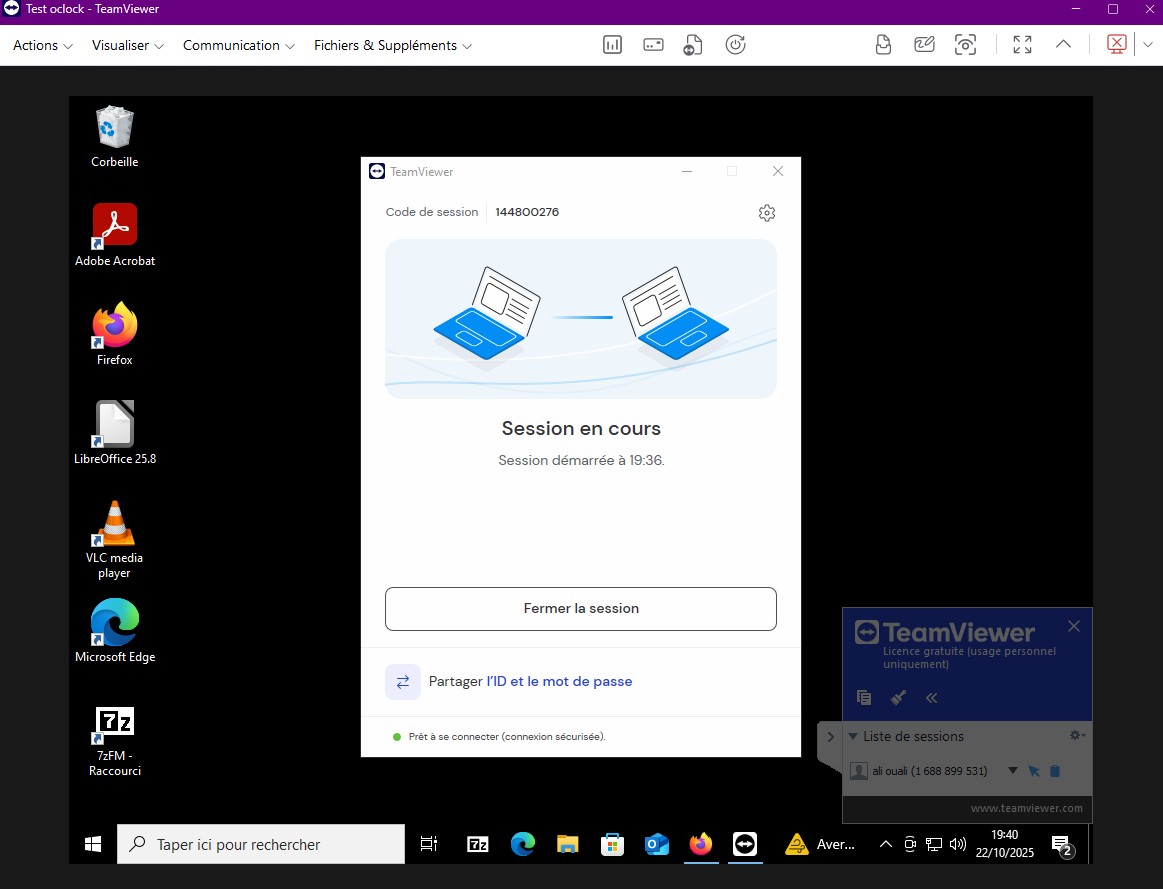 Test oclock - TeamViewer
Actions
Visualiser
Communication
Fichiers & Suppléments
Corbeille
Adobe Acrobat
Firefox
LibreOffice 25.8
VLC media
player
Microsoft Edge
7z
7zFM -
Raccourci
TeamViewer
Code de session
144800276
Session en cours
Session démarrée à 19:36.
Fermer la session
Partager l'ID et le mot de passe
Prêt à se connecter (connexion sécurisée).
TeamViewer
Licence gratuite (usage personnel
uniquement)
Liste de sessions
ali ouali (1 688 899 531)
www.teamviewer.com
Taper ici pour rechercher
7z
Aver...
19:40
22/10/2025
2